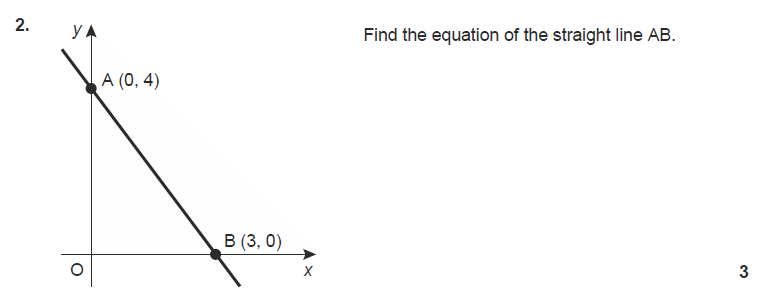 2.
y
Find the equation of the straight line AB.
A (0, 4)
B (3, 0)
O
x
3